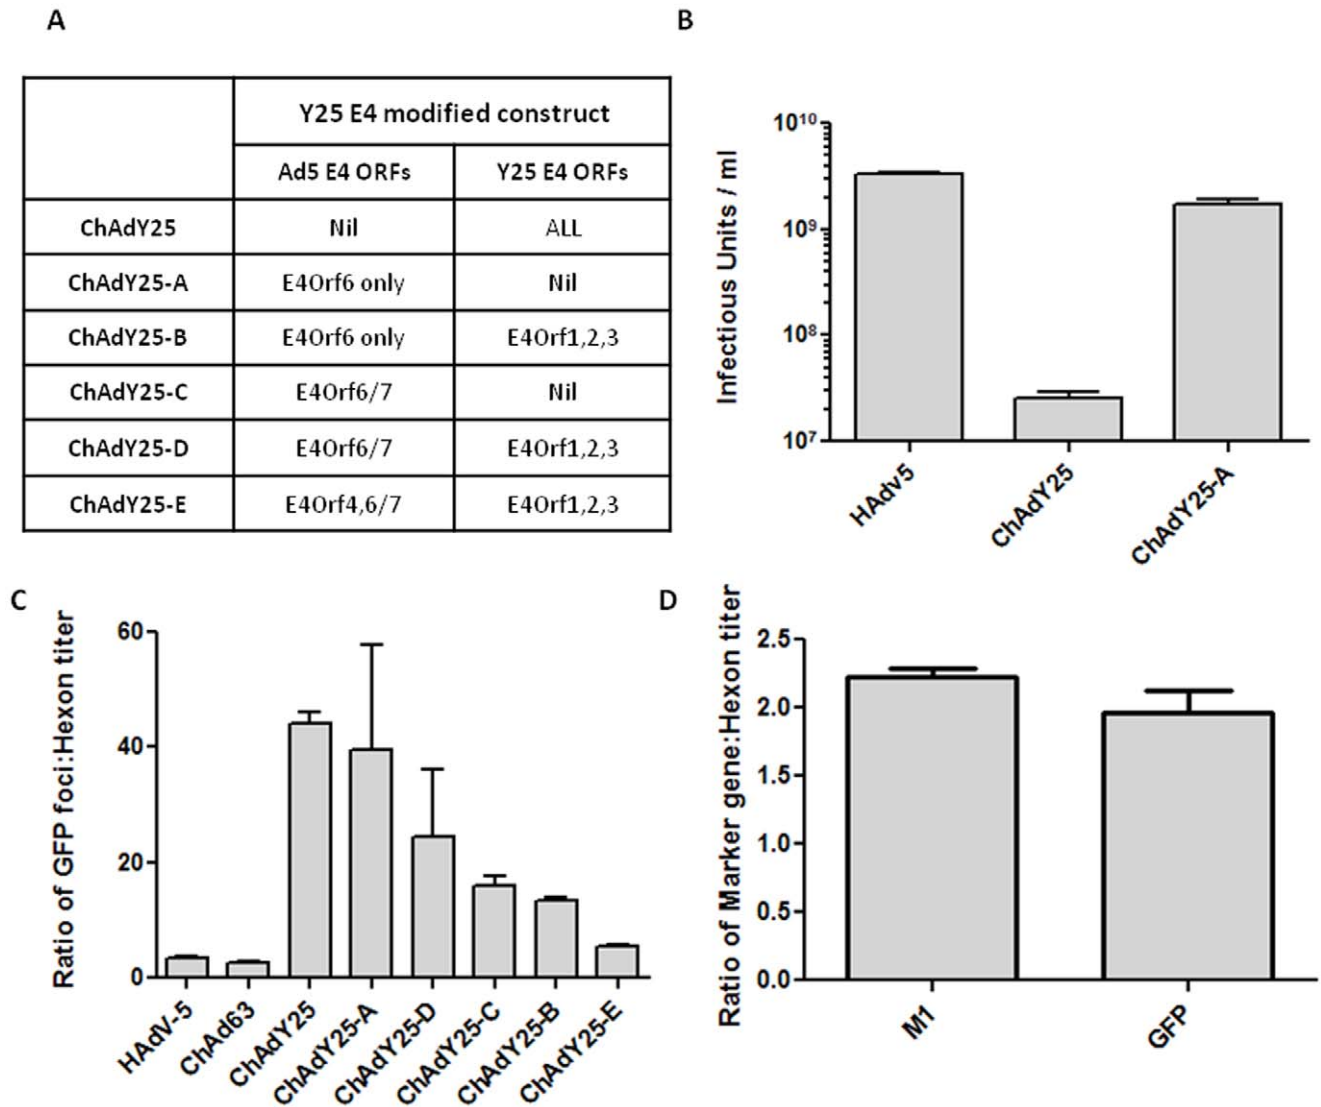 A
Y25 E4 modified construct
Ad5 E4 ORFs Y25 E4 ORFs
ChAdY25 Nil ALL
ChAdY25-A E4Orf6 only Nil
ChAdY25-B E4Orf6 only E4Orf1,2,3
ChAdY25-C E4Orf6/7 Nil
ChAdY25-D E4Orf6/7 E4Orf1,2,3
ChAdY25-E E4Orf4,6/7 E4Orf1,2,3
B
Infectious Units / ml
10¹⁰
10⁹
10⁸
10⁷
HAdv5
ChAdY25
ChAdY25-A
C
Ratio of GFP foci:Hexon titer
60
40
20
0
HAdV-5
ChAd63
ChAdY25
ChAdY25-A
ChAdY25-D
ChAdY25-C
ChAdY25-B
ChAdY25-E
D
Ratio of Marker gene:Hexon titer
2.5
2.0
1.5
1.0
0.5
0.0
M1
GFP